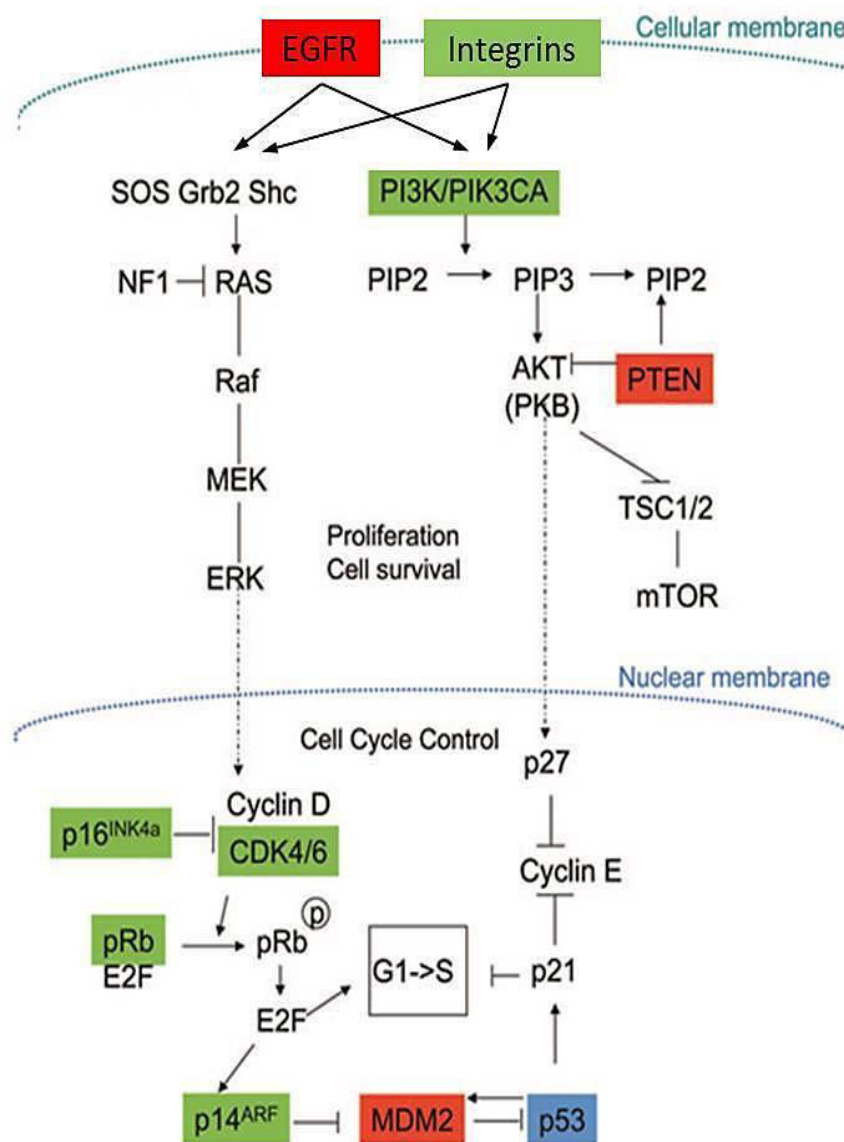 Cellular membrane
EGFR
Integrins
SOS Grb2 Shc
PI3K/PIK3CA
NF1
RAS
PIP2
PIP3
PIP2
Raf
AKT
(PKB)
PTEN
MEK
TSC1/2
Proliferation
Cell survival
ERK
mTOR
Nuclear membrane
Cell Cycle Control
p27
Cyclin D
p16INK4a
CDK4/6
Cyclin E
p
pRb
E2F
pRb
G1->S
p21
E2F
p14ARF
MDM2
p53